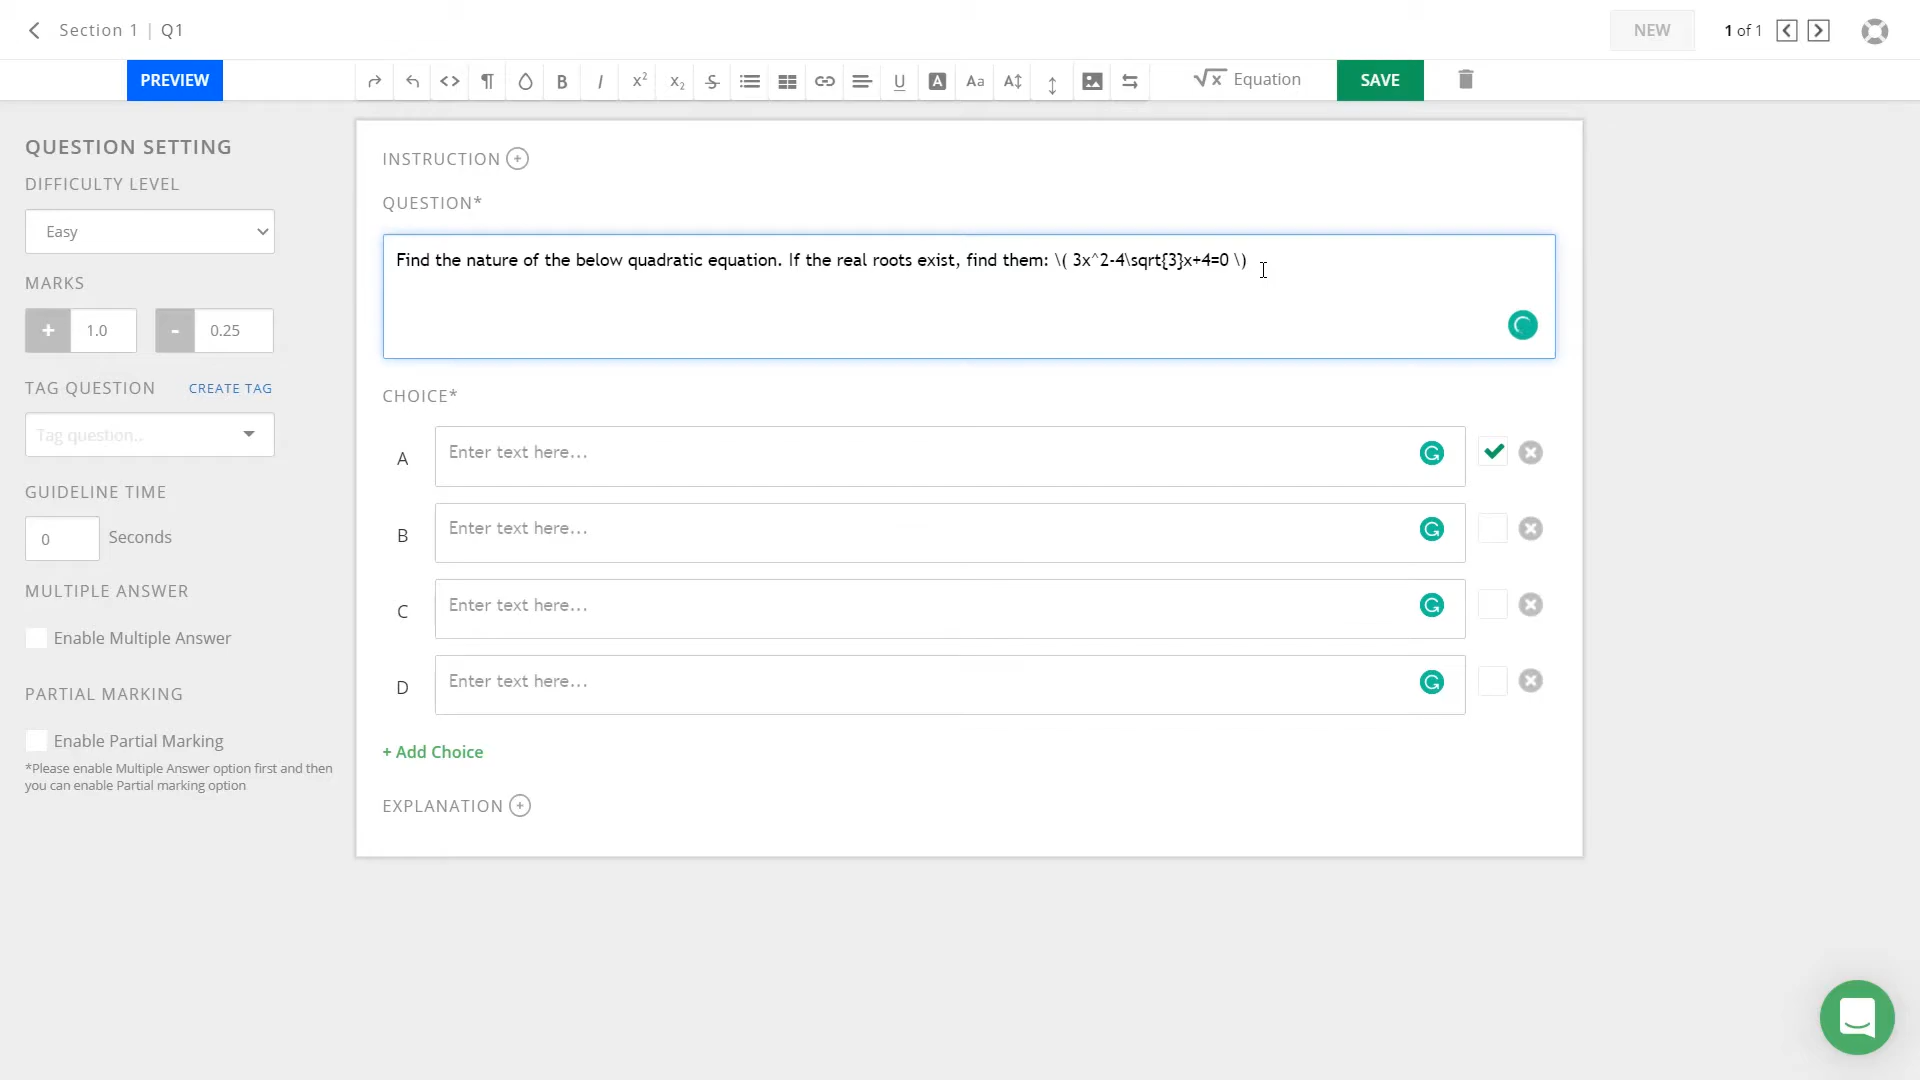 Section 1 | Q1
NEW
1 of 1
PREVIEW
Equation
SAVE
QUESTION SETTING
DIFFICULTY LEVEL
Easy
MARKS
+ 1.0 - 0.25
TAG QUESTION CREATE TAG
Tag question..
GUIDELINE TIME
0 Seconds
MULTIPLE ANSWER
Enable Multiple Answer
PARTIAL MARKING
Enable Partial Marking
*Please enable Multiple Answer option first and then
you can enable Partial marking option
INSTRUCTION
QUESTION*
Find the nature of the below quadratic equation. If the real roots exist, find them: \( 3x^2-4\sqrt{3}x+4=0 \)
CHOICE*
A Enter text here...
B Enter text here...
C Enter text here...
D Enter text here...
+ Add Choice
EXPLANATION